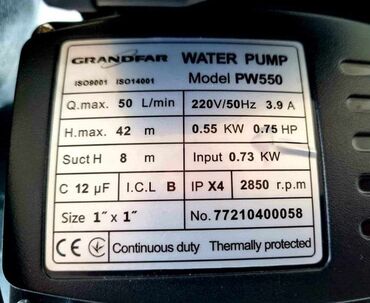 GRANDFAR WATER PUMP
ISO9001 ISO14001 Model PW550
Q.max. 50 L/min 220V/50Hz 3.9 A
H.max. 42 m 0.55 KW 0.75 HP
Suct H 8 m Input 0.73 KW
C 12 µF I.C.L B IP X4 2850 r.p.m
Size 1" x 1" No. 77210400058
CE Continuous duty Thermally protected